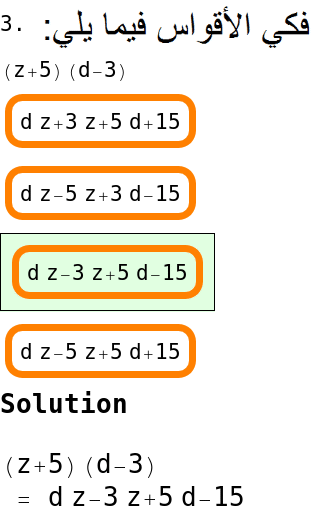 3. فكي الأقواس فيما يلي:
(z+5) (d−3)
d z+3 z+5 d+15
d z−5 z+3 d−15
d z−3 z+5 d−15
d z−5 z+5 d+15
Solution
(z+5) (d−3)
= d z−3 z+5 d−15